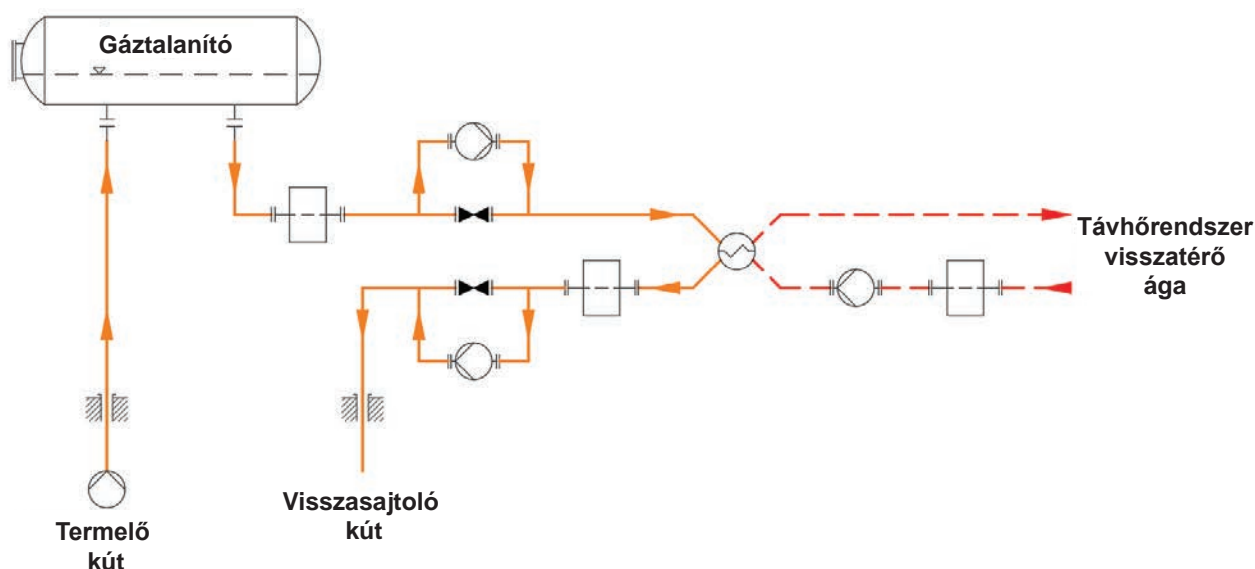 Gáztalanító
Távhőrendszer
visszatérő
ága
Visszasajtoló
kút
Termelő
kút